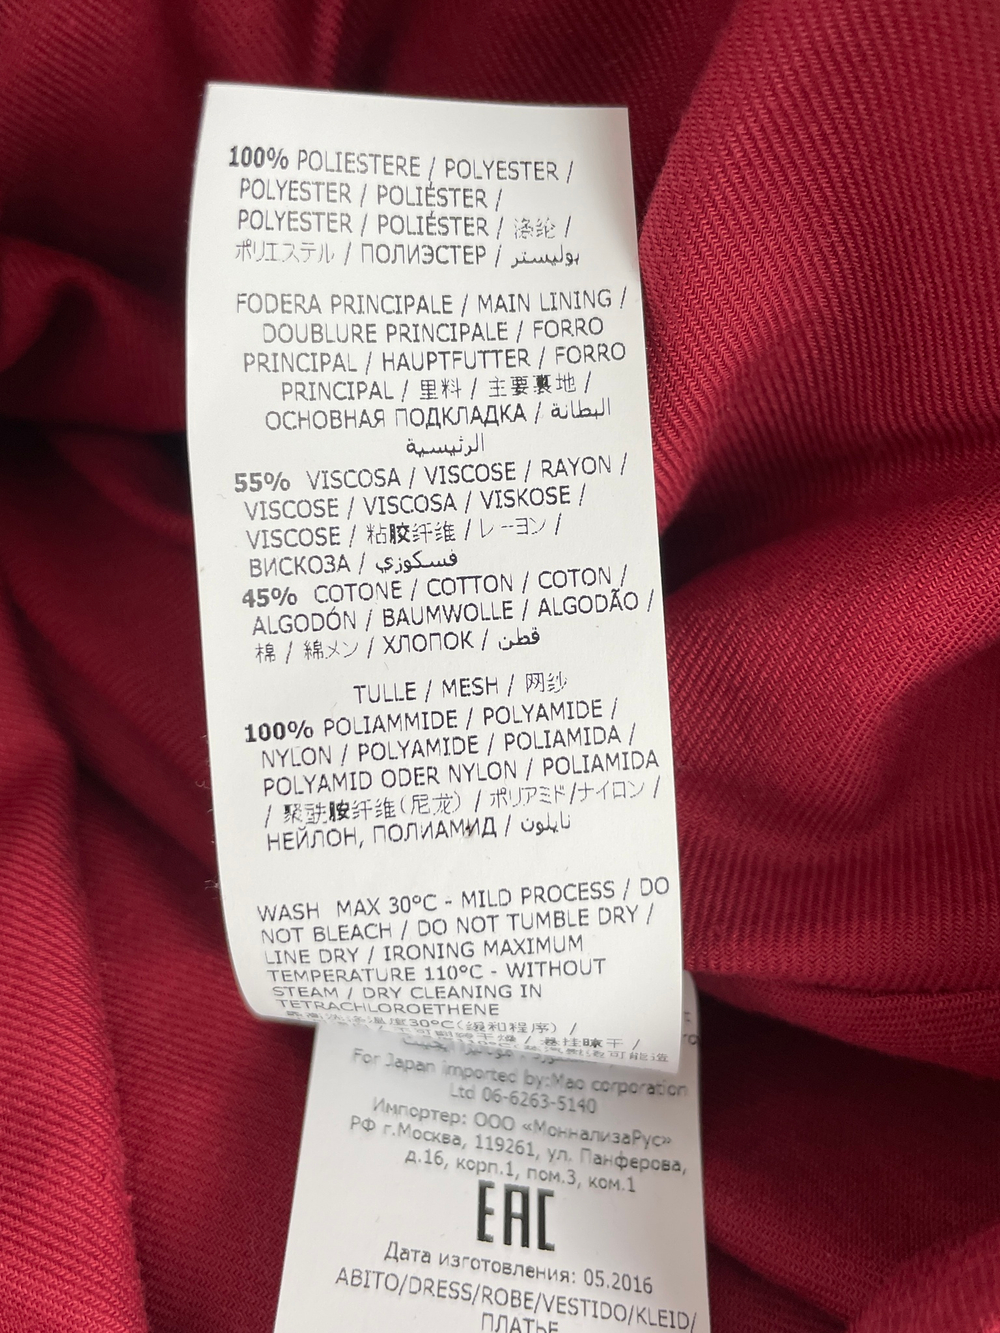 100% POLIESTERE / POLYESTER /
POLYESTER / POLIÉSTER /
POLYESTER / POLIÉSTER / 涤纶 /
ポリエステル / ПОЛИЭСТЕР / بوليستر
FODERA PRINCIPALE / MAIN LINING /
DOUBLURE PRINCIPALE / FORRO
PRINCIPAL / HAUPTFUTTER / FORRO
PRINCIPAL / 里料 / 主要裏地 /
ОСНОВНАЯ ПОДКЛАДКА / البطانة
الرئيسية
55% VISCOSA / VISCOSE / RAYON /
VISCOSE / VISCOSA / VISKOSE /
VISCOSE / 粘胶纤维 / レーヨン /
ВИСКОЗА / فسكوزي
45% COTONE / COTTON / COTON /
ALGODÓN / BAUMWOLLE / ALGODÃO /
棉 / 綿メン / ХЛОПОК / قطن
TULLE / MESH / 网纱
100% POLIAMMIDE / POLYAMIDE /
NYLON / POLYAMIDE / POLIAMIDA /
POLYAMID ODER NYLON / POLIAMIDA
/ 聚酰胺纤维(尼龙) / ポリアミド/ナイロン /
НЕЙЛОН, ПОЛИАМИД / نايلون
WASH MAX 30°C - MILD PROCESS / DO
NOT BLEACH / DO NOT TUMBLE DRY /
LINE DRY / IRONING MAXIMUM
TEMPERATURE 110°C - WITHOUT
STEAM / DRY CLEANING IN
TETRACHLOROETHENE
30°C(缓和程序) /
For Japan imported by:Mao corporation
Ltd 06-6263-5140
Импортер: ООО «МоннализаРус»
РФ г.Москва, 119261, ул. Панферова,
д.16, корп.1, пом.3, ком.1
EAC
Дата изготовления: 05.2016
ABITO/DRESS/ROBE/VESTIDO/KLEID/
ПЛАТЬЕ